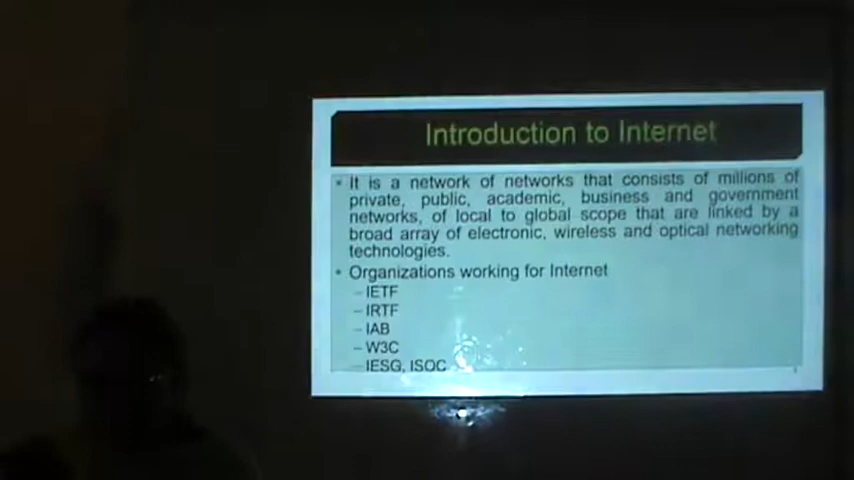 Introduction to Internet
• It is a network of networks that consists of millions of
private, public, academic, business and government
networks, of local to global scope that are linked by a
broad array of electronic, wireless and optical networking
technologies.
• Organizations working for Internet
– IETF
– IRTF
– IAB
– W3C
– IESG, ISOC